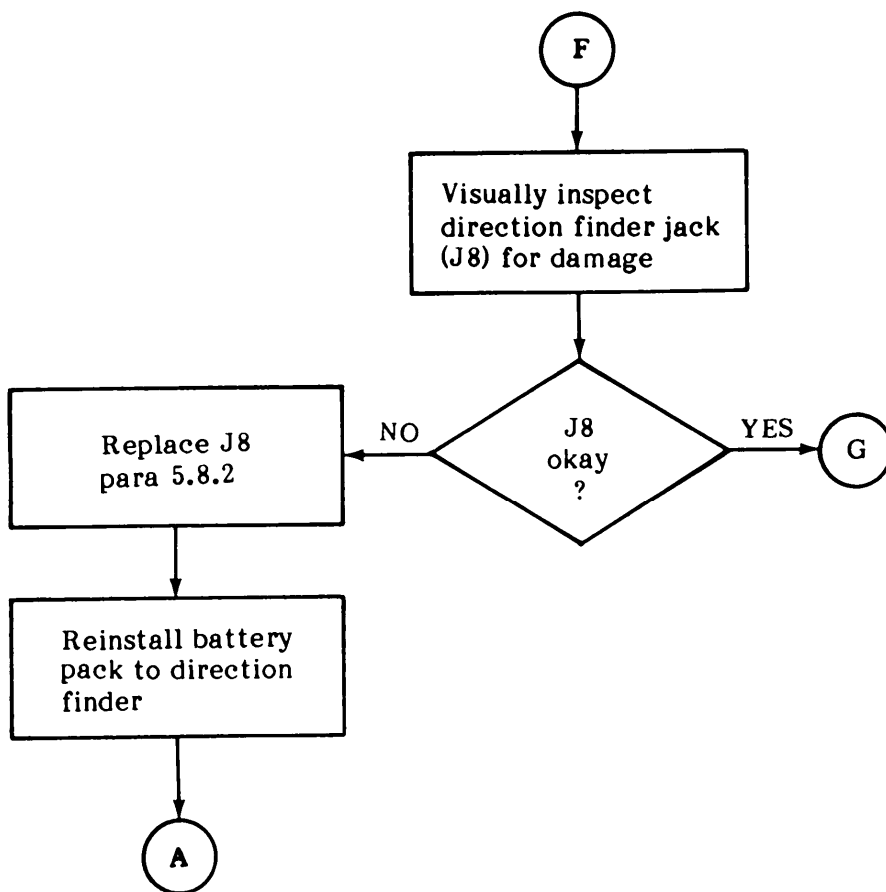 F
Visually inspect
direction finder jack
(J8) for damage
J8
okay
?
NO
YES
G
Replace J8
para 5.8.2
Reinstall battery
pack to direction
finder
A